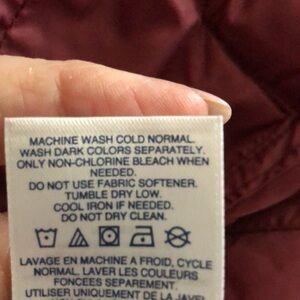 MACHINE WASH COLD NORMAL.
WASH DARK COLORS SEPARATELY.
ONLY NON-CHLORINE BLEACH WHEN
NEEDED.
DO NOT USE FABRIC SOFTENER.
TUMBLE DRY LOW.
COOL IRON IF NEEDED.
DO NOT DRY CLEAN.
LAVAGE EN MACHINE A FROID, CYCLE
NORMAL. LAVER LES COULEURS
FONCEES SEPAREMENT.
UTILISER UNIQUEMENT DE LA JAVEL